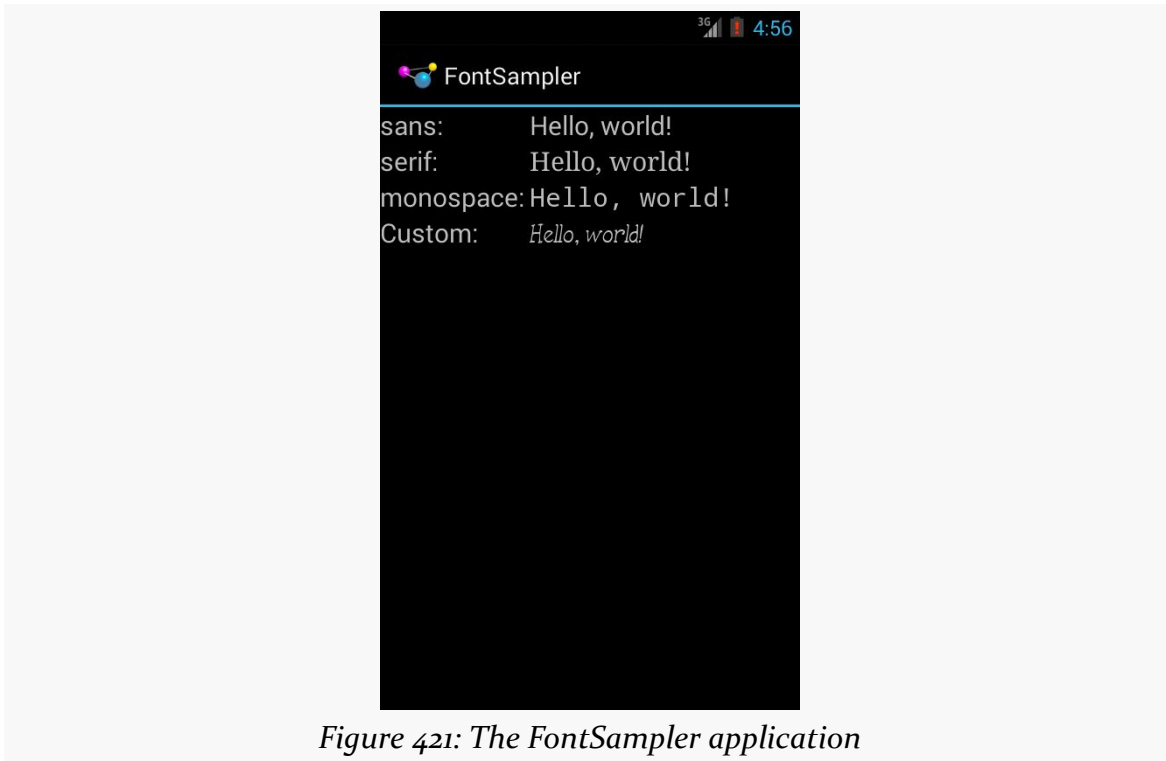 3G 4:56
FontSampler
sans: Hello, world!
serif: Hello, world!
monospace: Hello, world!
Custom: Hello, world!
Figure 421: The FontSampler application